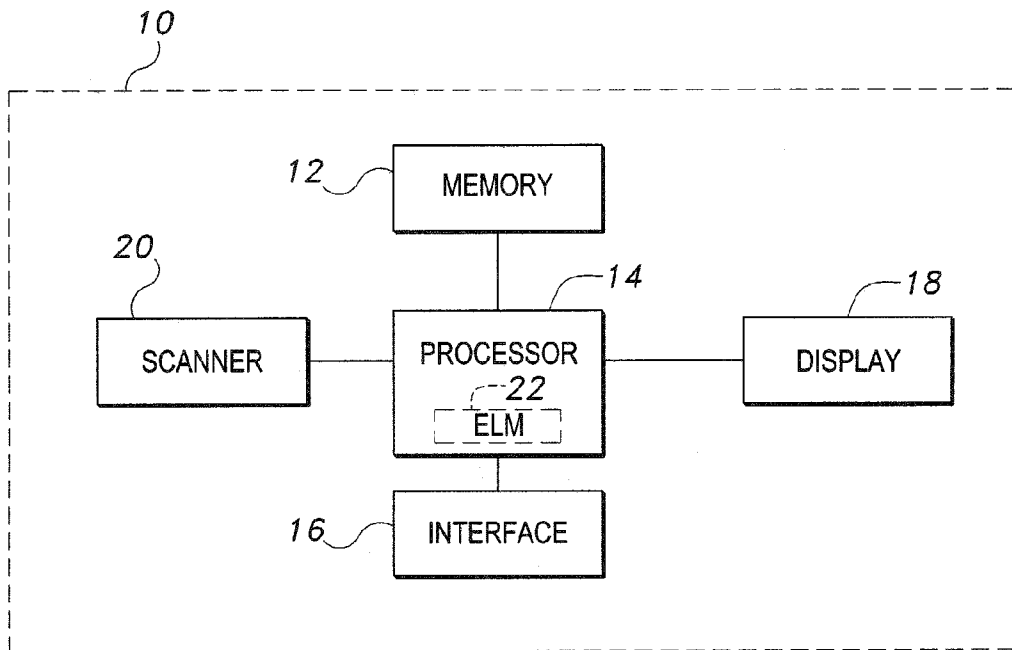 10
12
MEMORY
20
14
18
SCANNER
PROCESSOR
DISPLAY
22
ELM
16
INTERFACE